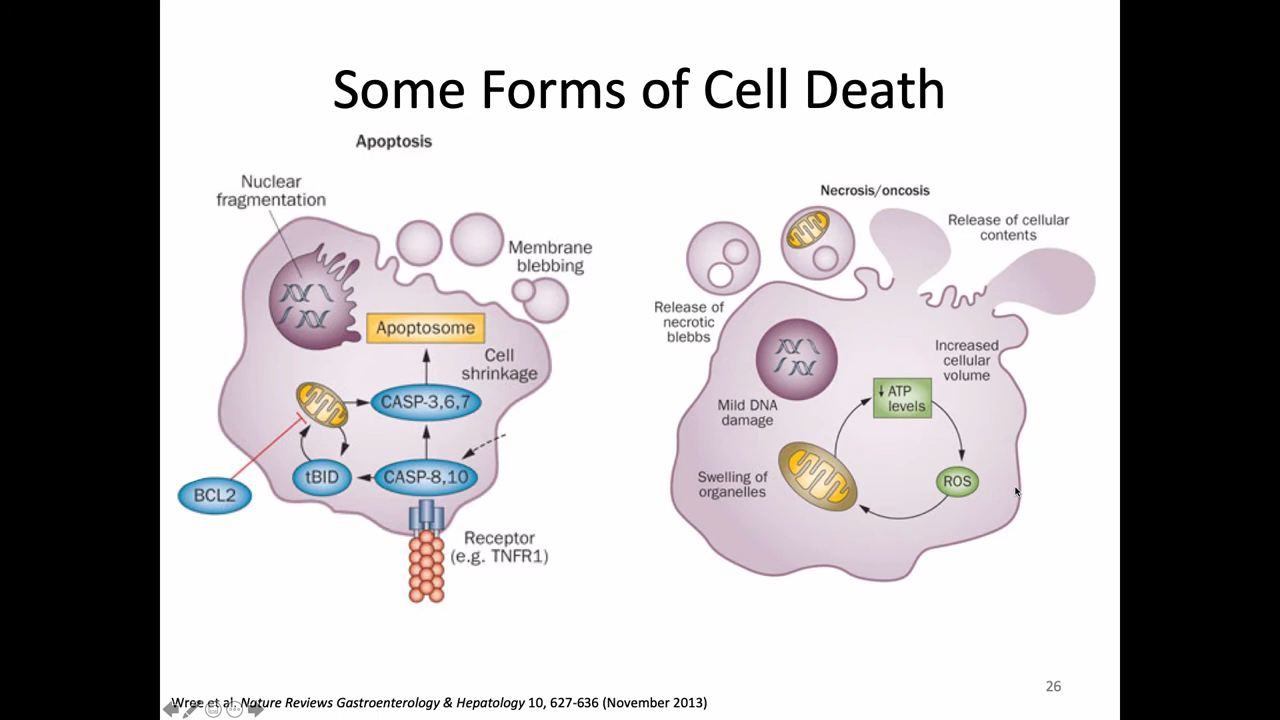 Some Forms of Cell Death
Apoptosis
Nuclear
fragmentation
Membrane
blebbing
Apoptosome
Cell
shrinkage
CASP-3,6,7
tBID
CASP-8,10
BCL2
Receptor
(e.g. TNFR1)
Necrosis/oncosis
Release of cellular
contents
Release of
necrotic
blebbs
Increased
cellular
volume
↓ ATP
levels
Mild DNA
damage
Swelling of
organelles
ROS
26
Wree et al. Nature Reviews Gastroenterology & Hepatology 10, 627-636 (November 2013)